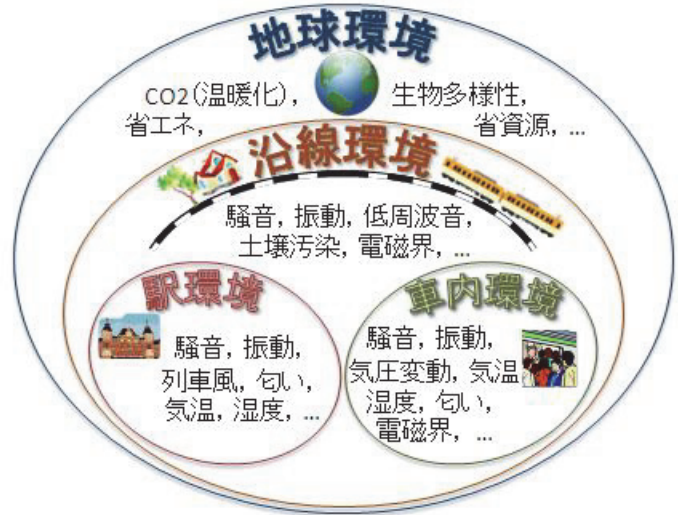 地球環境
CO2(温暖化), 生物多様性,
省エネ, 省資源, ...
沿線環境
騒音, 振動, 低周波音,
土壌汚染, 電磁界, ...
駅環境
騒音, 振動,
列車風, 匂い,
気温, 湿度, ...
車内環境
騒音, 振動,
気圧変動, 気温
湿度, 匂い,
電磁界, ...